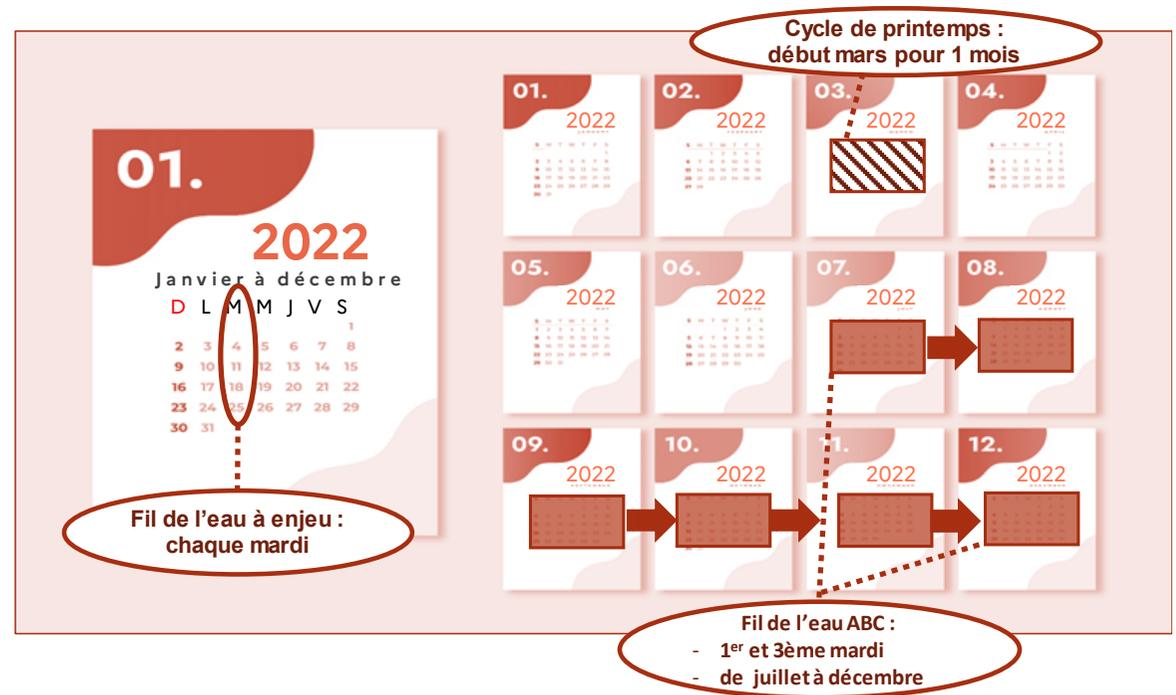 Cycle de printemps :
début mars pour 1 mois
01.
2022
Janvier à décembre
D L M M J V S
1
2 3 4 5 6 7 8
9 10 11 12 13 14 15
16 17 18 19 20 21 22
23 24 25 26 27 28 29
30 31
Fil de l'eau à enjeu :
chaque mardi
01.
2022
02.
2022
03.
2022
04.
2022
05.
2022
06.
2022
07.
2022
08.
2022
09.
2022
10.
2022
11.
2022
12.
2022
Fil de l'eau ABC :
- 1er et 3ème mardi
- de juillet à décembre